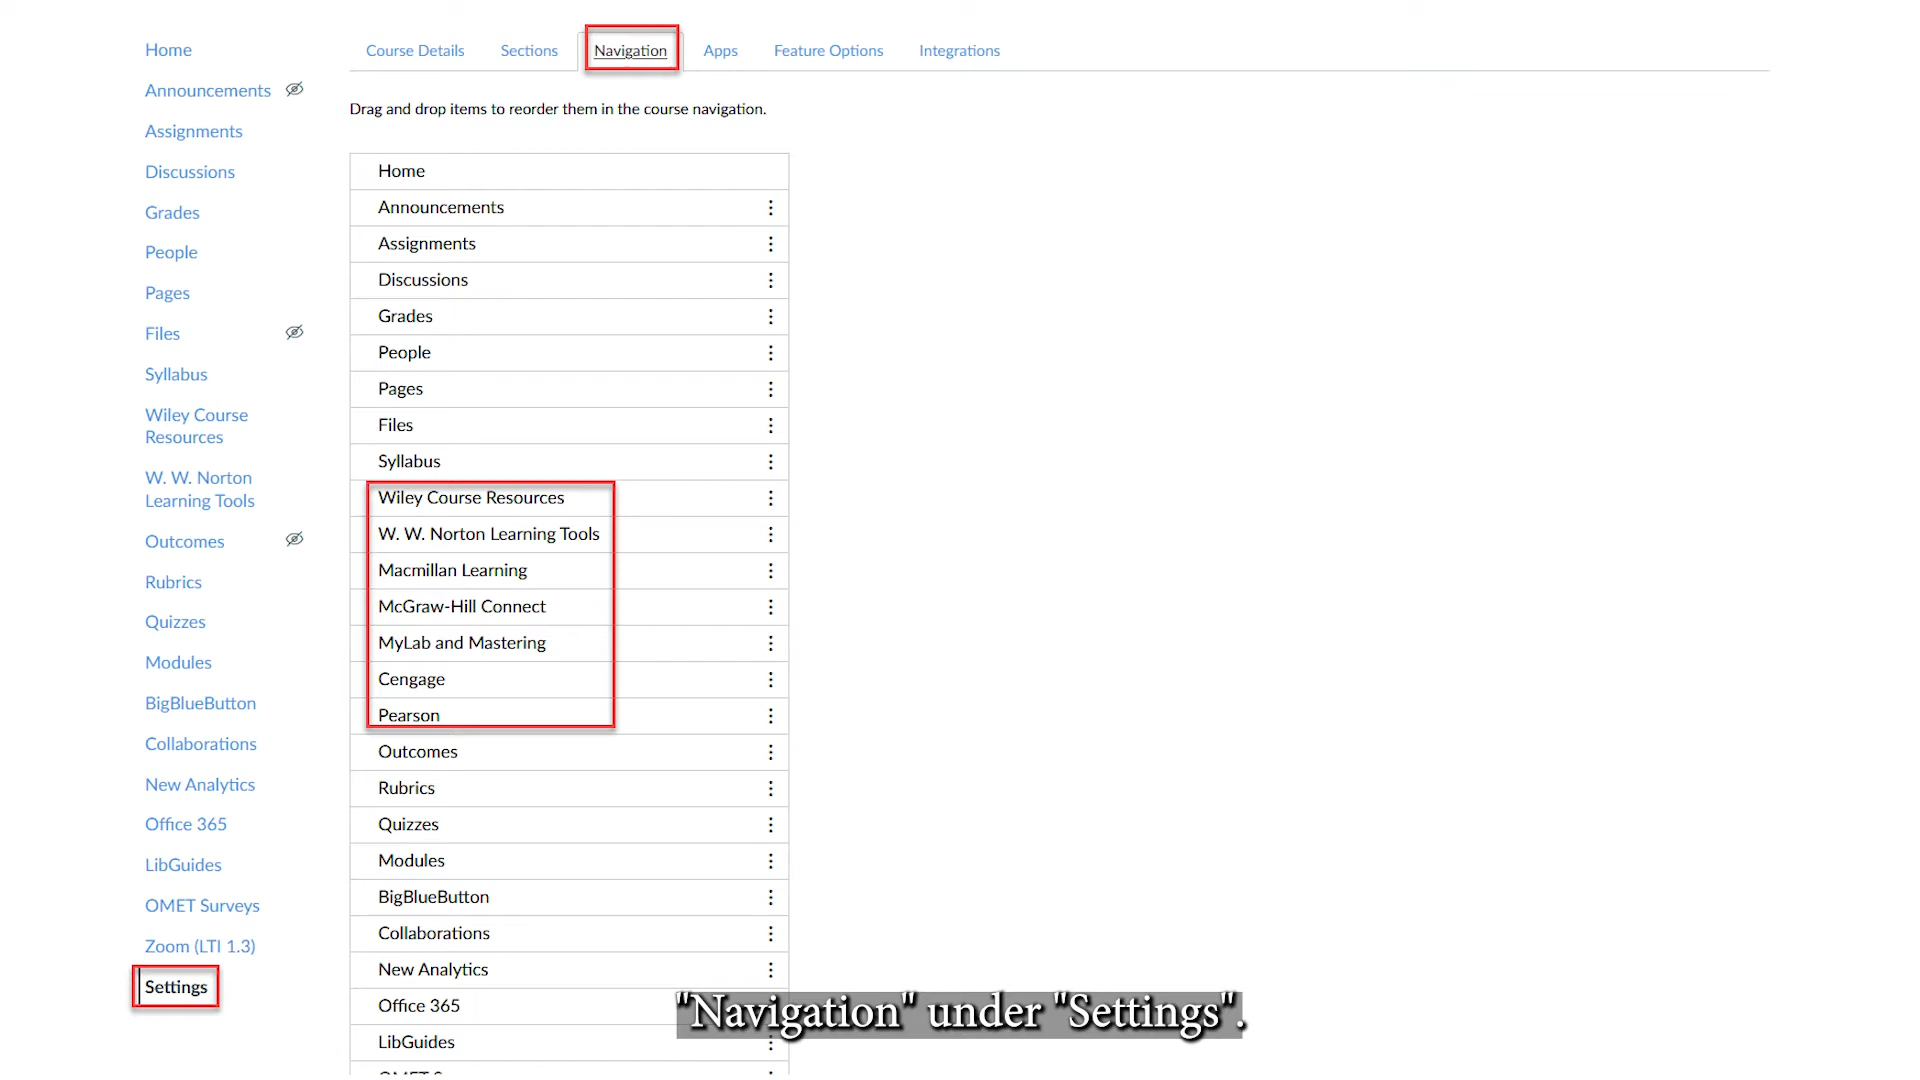 Home
Announcements
Assignments
Discussions
Grades
People
Pages
Files
Syllabus
Wiley Course
Resources
W. W. Norton
Learning Tools
Outcomes
Rubrics
Quizzes
Modules
BigBlueButton
Collaborations
New Analytics
Office 365
LibGuides
OMET Surveys
Zoom (LTI 1.3)
Settings
Course Details Sections Navigation Apps Feature Options Integrations
Drag and drop items to reorder them in the course navigation.
Home
Announcements
Assignments
Discussions
Grades
People
Pages
Files
Syllabus
Wiley Course Resources
W. W. Norton Learning Tools
Macmillan Learning
McGraw-Hill Connect
MyLab and Mastering
Cengage
Pearson
Outcomes
Rubrics
Quizzes
Modules
BigBlueButton
Collaborations
New Analytics
Office 365
LibGuides
"Navigation" under "Settings".